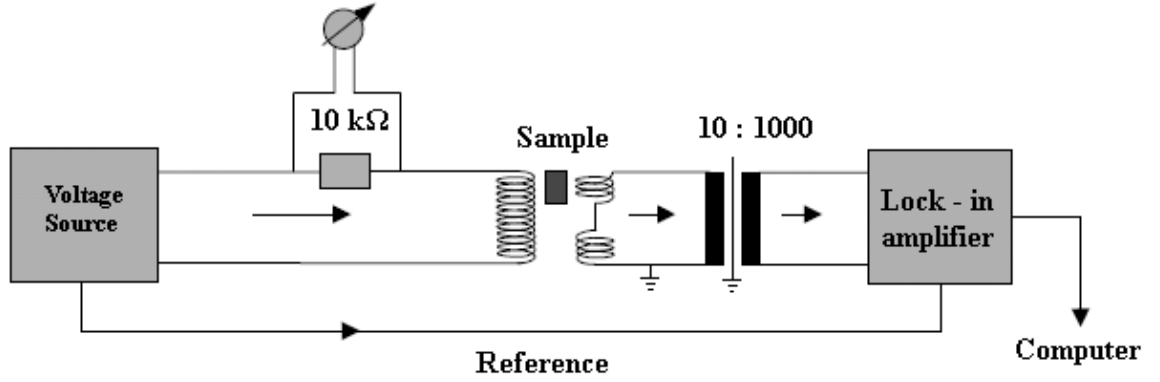 10 kΩ
10 : 1000
Sample
Voltage
Source
Lock - in
amplifier
Reference
Computer